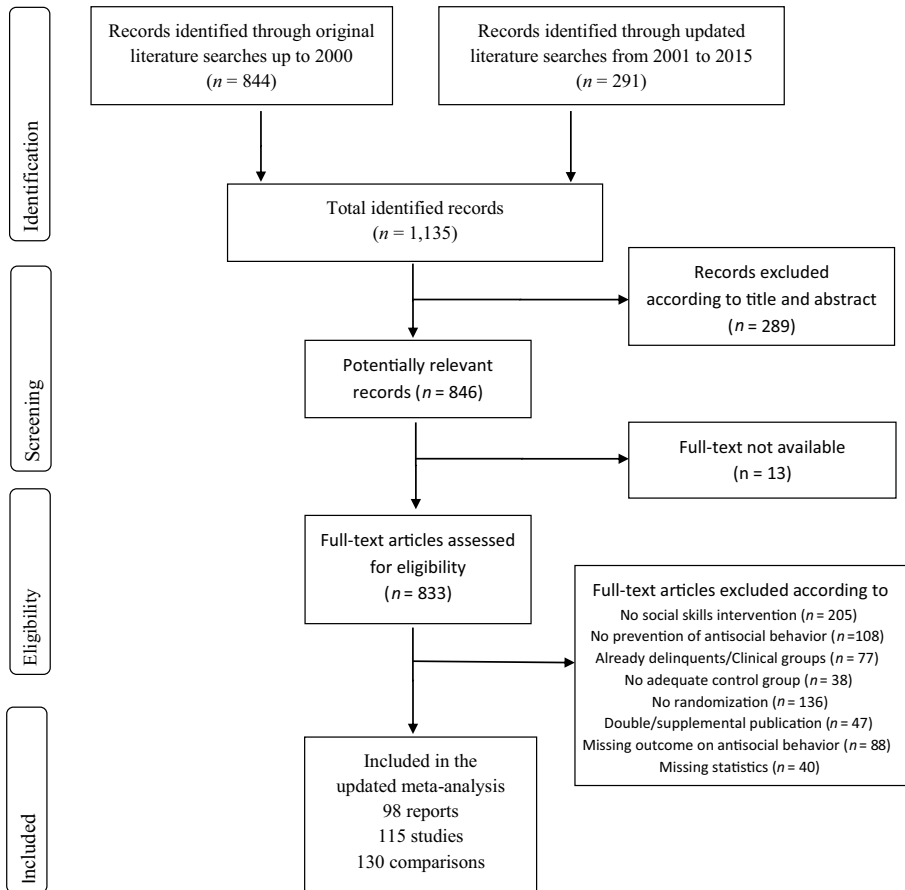 Identification
Records identified through original
literature searches up to 2000
(n = 844)
Records identified through updated
literature searches from 2001 to 2015
(n = 291)
Total identified records
(n = 1,135)
Screening
Records excluded
according to title and abstract
(n = 289)
Potentially relevant
records (n = 846)
Full-text not available
(n = 13)
Eligibility
Full-text articles assessed
for eligibility
(n = 833)
Full-text articles excluded according to
No social skills intervention (n = 205)
No prevention of antisocial behavior (n =108)
Already delinquents/Clinical groups (n = 77)
No adequate control group (n = 38)
No randomization (n = 136)
Double/supplemental publication (n = 47)
Missing outcome on antisocial behavior (n = 88)
Missing statistics (n = 40)
Included
Included in the
updated meta-analysis
98 reports
115 studies
130 comparisons